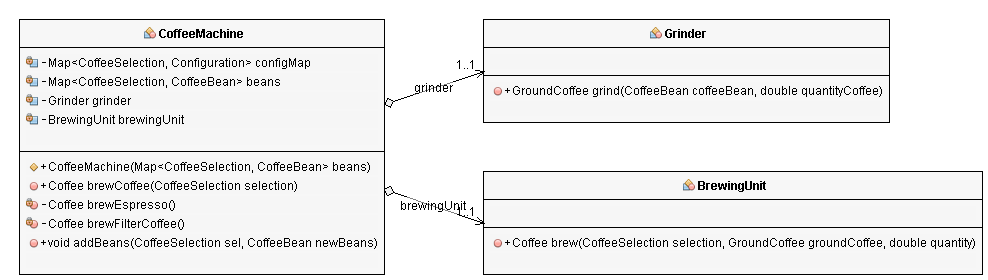 CoffeeMachine
- Map<CoffeeSelection, Configuration> configMap
- Map<CoffeeSelection, CoffeeBean> beans
- Grinder grinder
- BrewingUnit brewingUnit
+ CoffeeMachine(Map<CoffeeSelection, CoffeeBean> beans)
+ Coffee brewCoffee(CoffeeSelection selection)
- Coffee brewEspresso()
- Coffee brewFilterCoffee()
+void addBeans(CoffeeSelection sel, CoffeeBean newBeans)
1..1
grinder
brewingUnit
1..1
Grinder
+ GroundCoffee grind(CoffeeBean coffeeBean, double quantityCoffee)
BrewingUnit
+ Coffee brew(CoffeeSelection selection, GroundCoffee groundCoffee, double quantity)